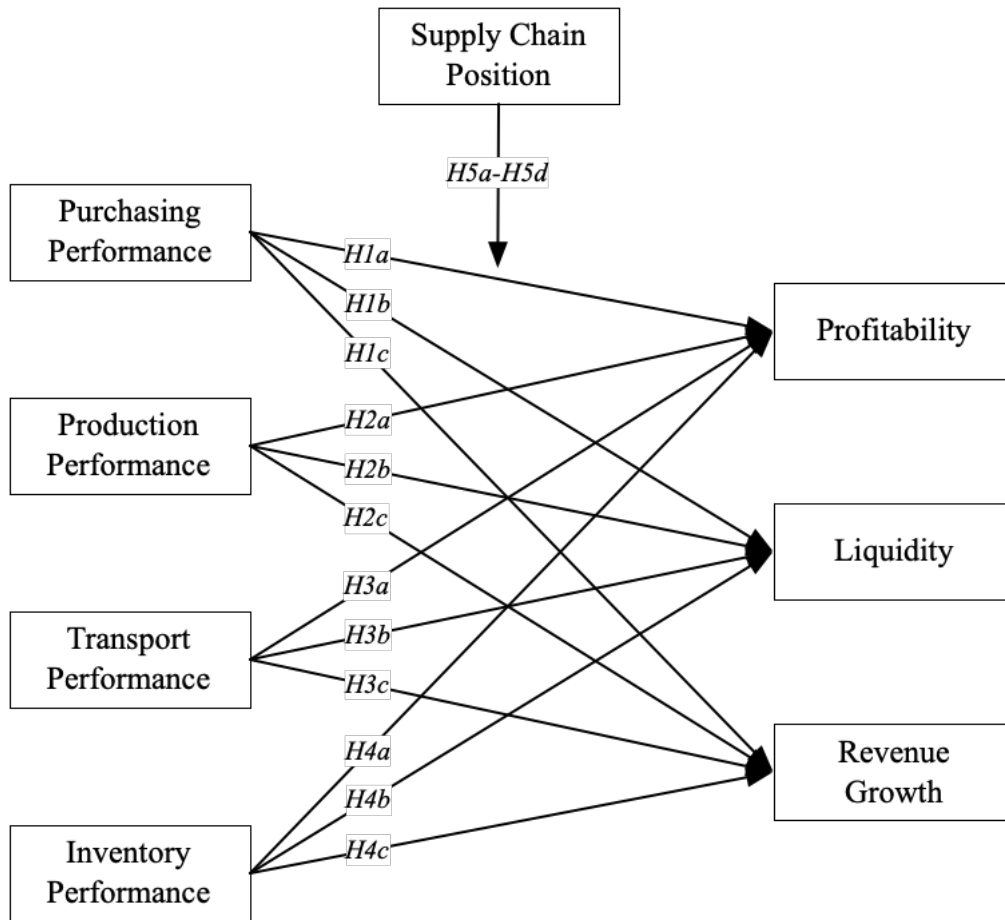 Supply Chain
Position
H5a-H5d
Purchasing
Performance
H1a
H1b
H1c
Profitability
Production
Performance
H2a
H2b
H2c
Liquidity
Transport
Performance
H3a
H3b
H3c
Revenue
Growth
H4a
H4b
H4c
Inventory
Performance